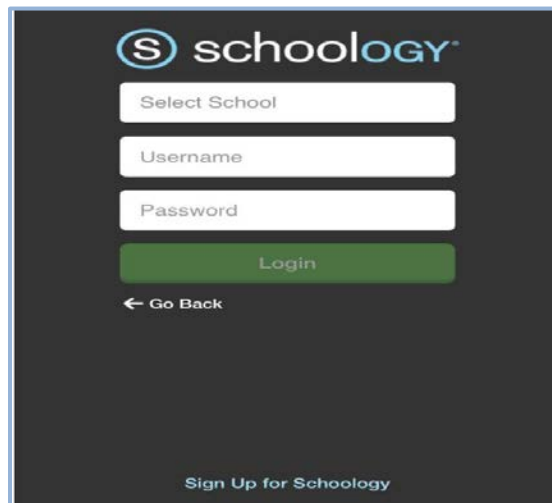 S schoology®
Select School
Username
Password
Login
← Go Back
Sign Up for Schoology